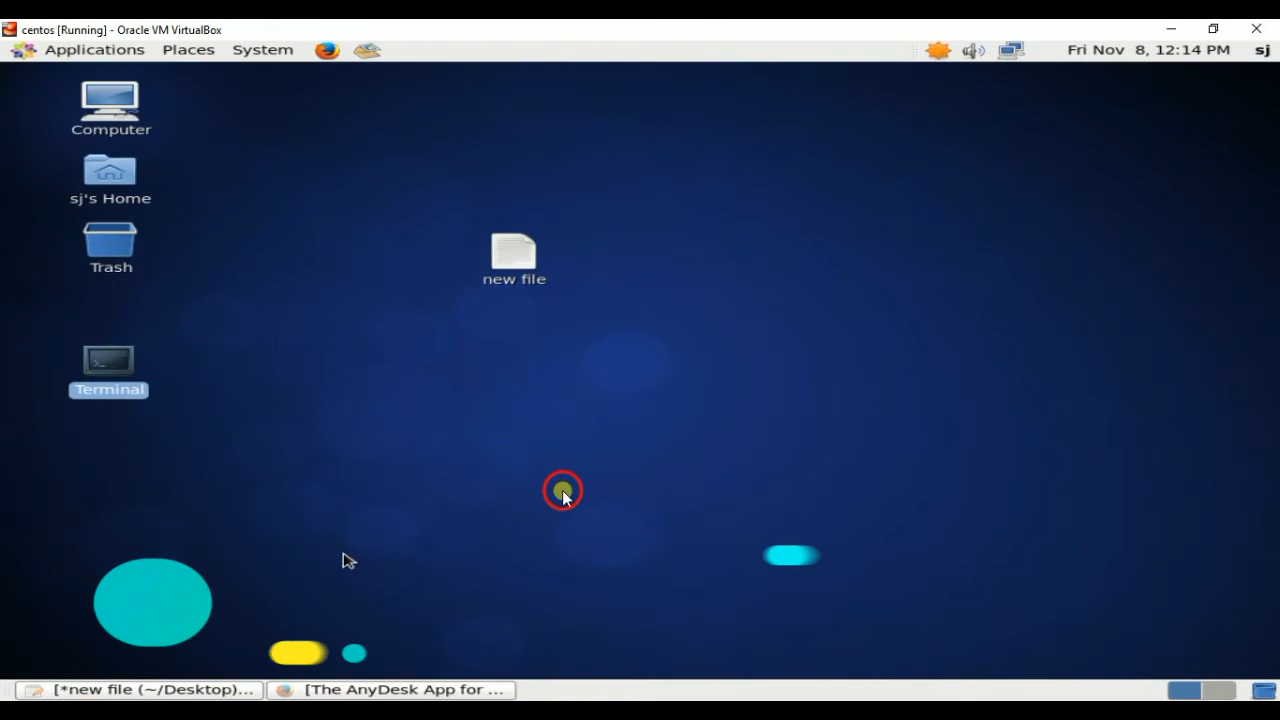 centos [Running] - Oracle VM VirtualBox
Applications Places System Fri Nov 8, 12:14 PM sj
Computer
sj's Home
Trash
new file
Terminal
[*new file (~/Desktop)... [The AnyDesk App for ...